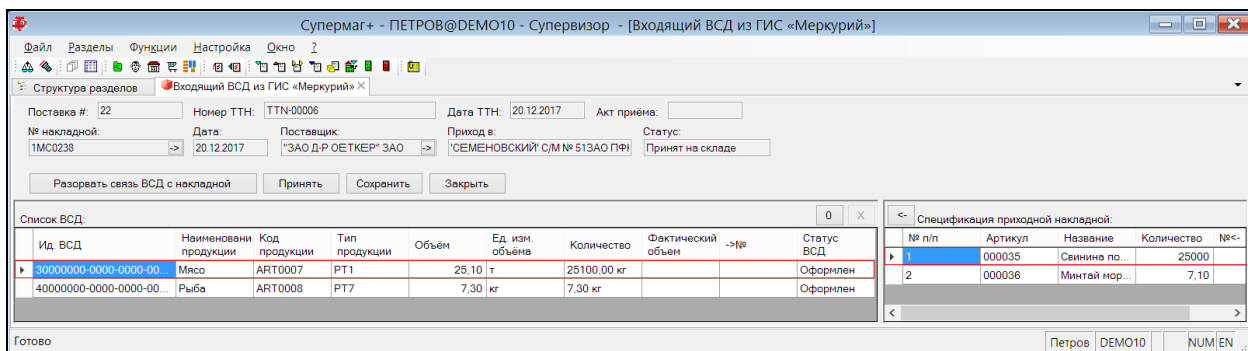 Супермаг+ - ПЕТРОВ@DEMO10 - Супервизор - [Входящий ВСД из ГИС «Меркурий»]
Файл Разделы Функции Настройка Окно ?
Структура разделов Входящий ВСД из ГИС «Меркурий»
Поставка #: 22 Номер ТТН: TTN-00006 Дата ТТН: 20.12.2017 Акт приёма:
№ накладной: Дата: Поставщик: Приход в: Статус:
1МС0238 -> 20.12.2017 "ЗАО Д-Р ОЕТКЕР" ЗАО -> 'СЕМЕНОВСКИЙ' С/М № 51ЗАО ПФ Принят на складе
Разорвать связь ВСД с накладной Принять Сохранить Закрыть
Список ВСД: 0 X <- Спецификация приходной накладной:
Ид. ВСД Наименовани продукции Код продукции Тип продукции Объём Ед. изм. объёма Количество Фактический объем ->№ Статус ВСД № п/п Артикул Название Количество №<-
30000000-0000-0000-00... Мясо ART0007 PT1 25,10 т 25100,00 кг Оформлен 1 000035 Свинина по... 25000
40000000-0000-0000-00... Рыба ART0008 PT7 7,30 кг 7,30 кг Оформлен 2 000036 Минтай мор... 7,10
Готово Петров DEMO10 NUM EN